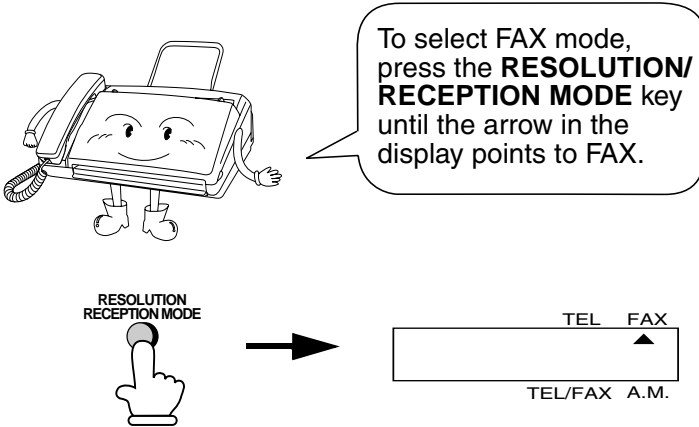 To select FAX mode,
press the RESOLUTION/
RECEPTION MODE key
until the arrow in the
display points to FAX.
RESOLUTION
RECEPTION MODE
TEL FAX
TEL/FAX A.M.